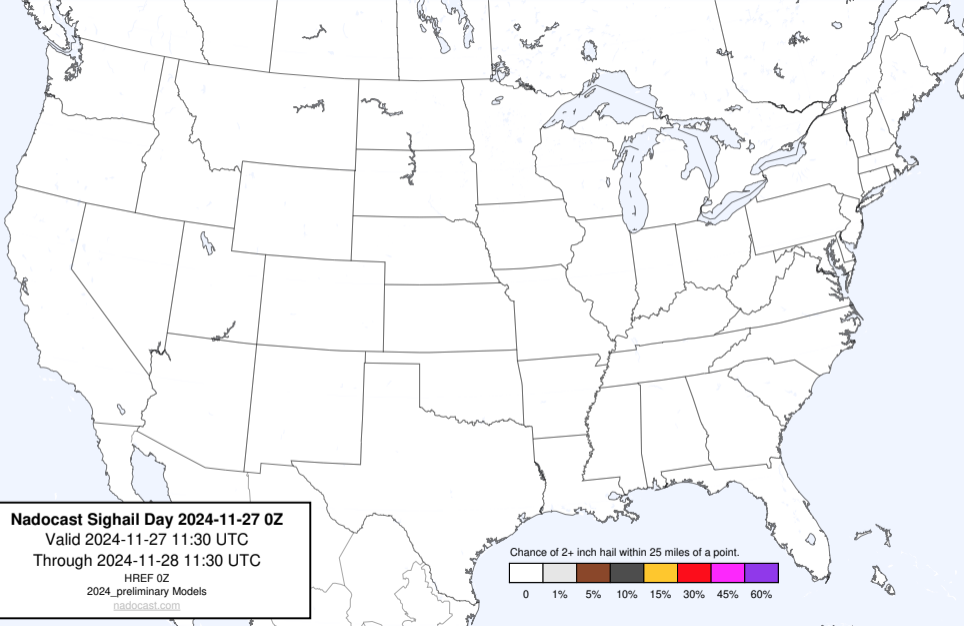 Nadocast Sighail Day 2024-11-27 0Z
Valid 2024-11-27 11:30 UTC
Through 2024-11-28 11:30 UTC
HREF 0Z
2024_preliminary Models
nadocast.com
Chance of 2+ inch hail within 25 miles of a point.
0 1% 5% 10% 15% 30% 45% 60%